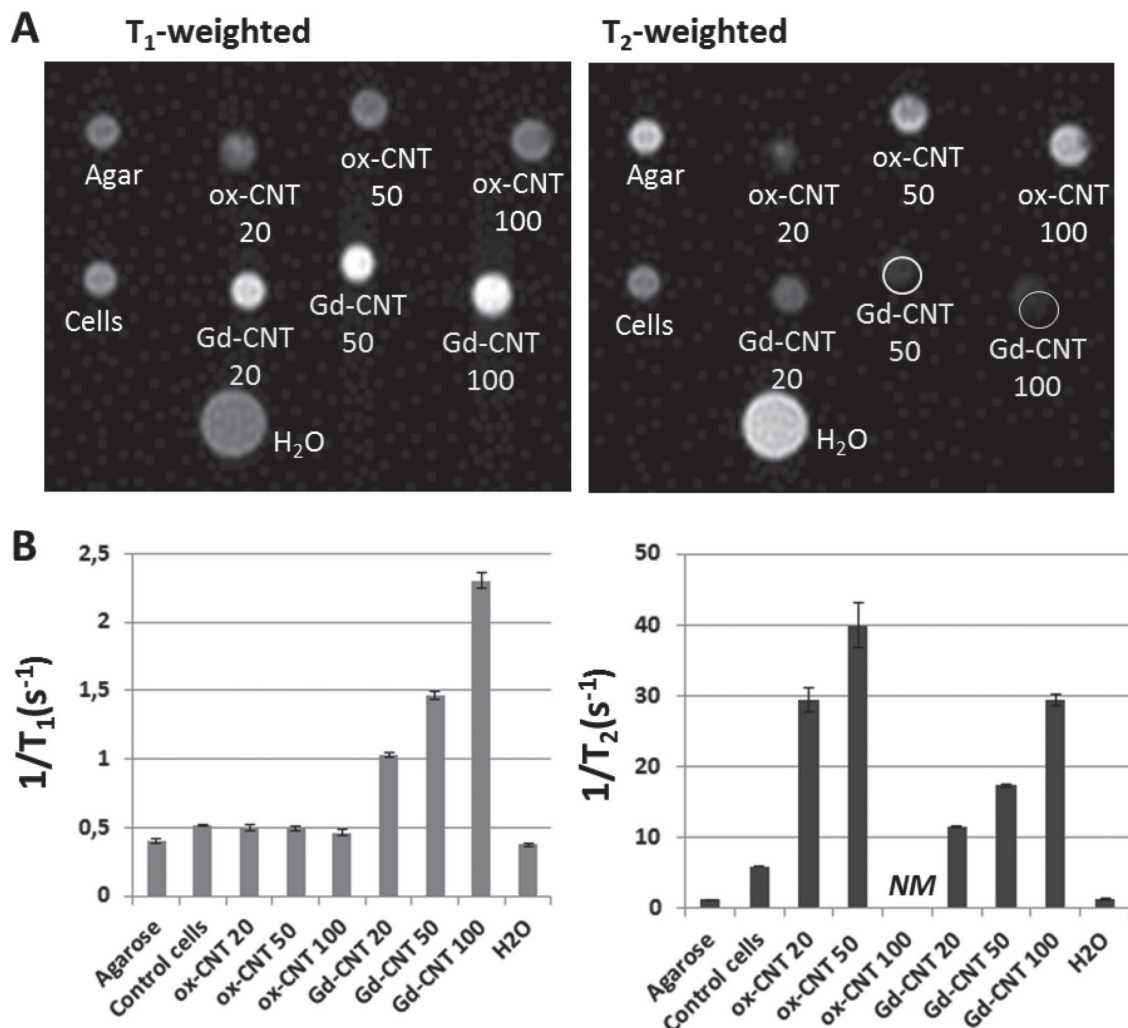 A
T₁-weighted
T₂-weighted
Agar
ox-CNT
20
ox-CNT
50
ox-CNT
100
Cells
Gd-CNT
20
Gd-CNT
50
Gd-CNT
100
H₂O
Agar
ox-CNT
20
ox-CNT
50
ox-CNT
100
Cells
Gd-CNT
20
Gd-CNT
50
Gd-CNT
100
H₂O
B
1/T₁(s⁻¹)
2,5
2
1,5
1
0,5
0
Agarose
Control cells
ox-CNT 20
ox-CNT 50
ox-CNT 100
Gd-CNT 20
Gd-CNT 50
Gd-CNT 100
H2O
1/T₂(s⁻¹)
50
40
30
20
10
0
NM
Agarose
Control cells
ox-CNT 20
ox-CNT 50
ox-CNT 100
Gd-CNT 20
Gd-CNT 50
Gd-CNT 100
H2O